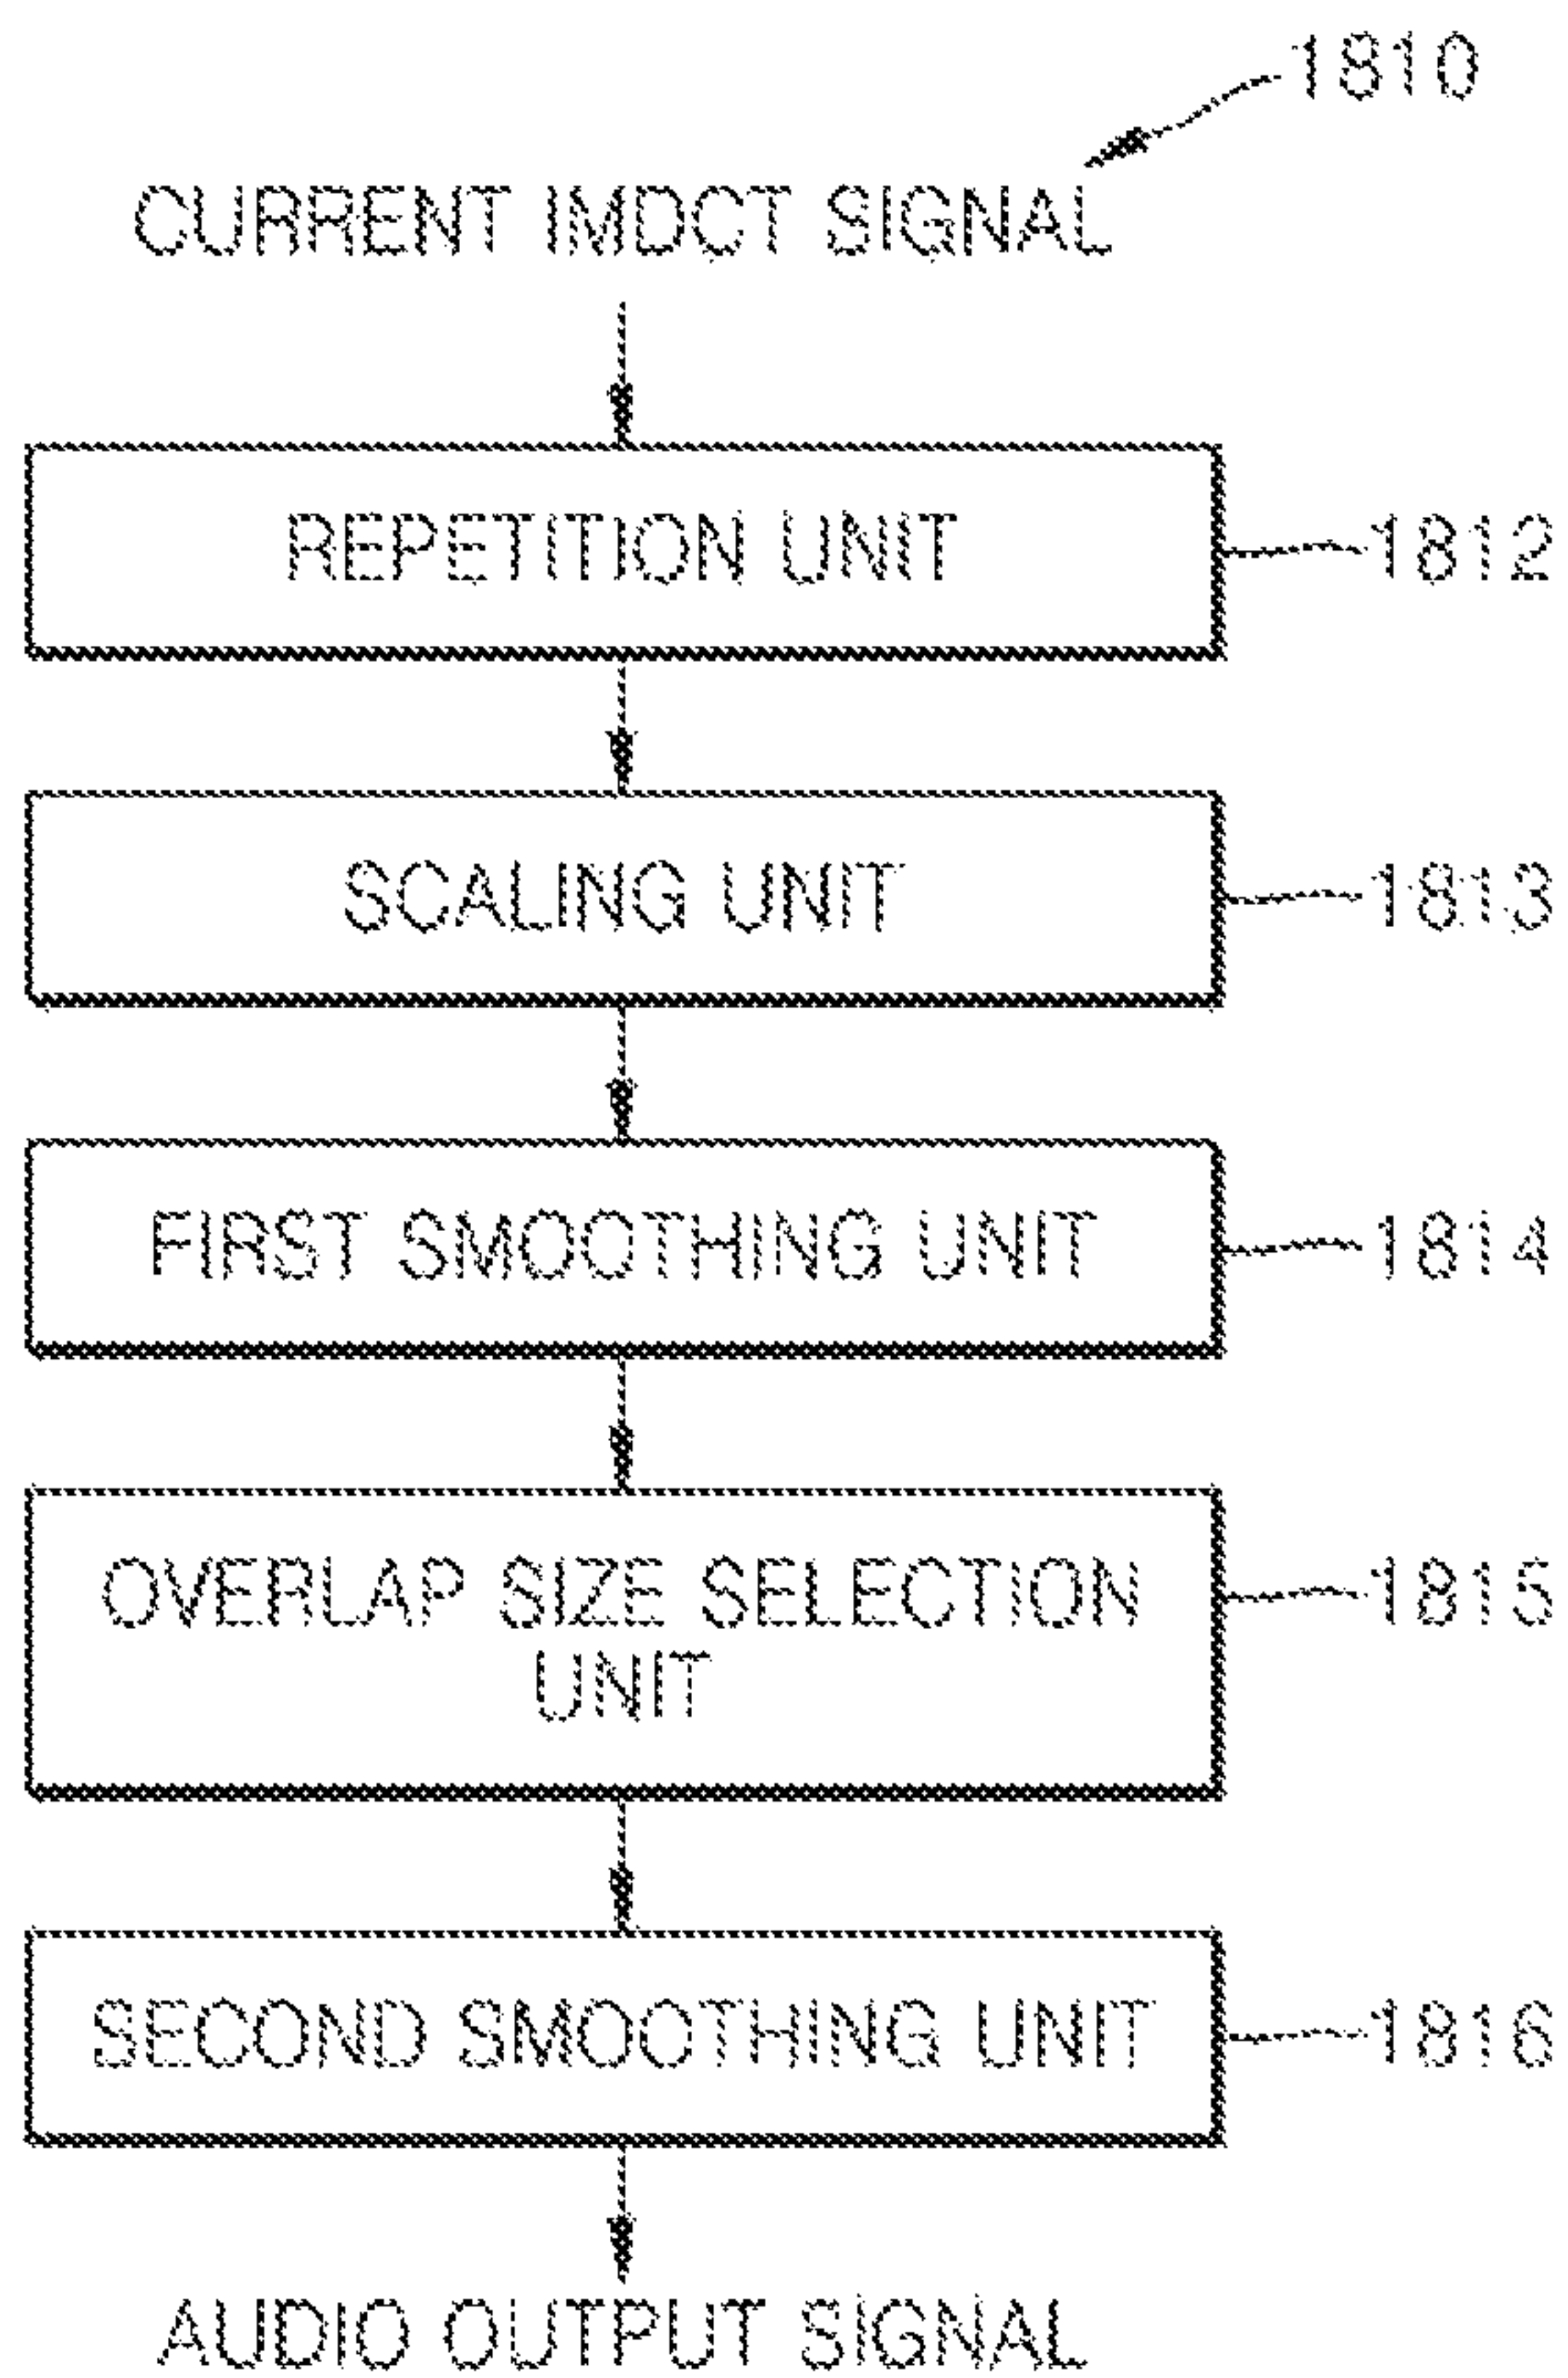 1810
CURRENT IMDCT SIGNAL
REPETITION UNIT
1812
SCALING UNIT
1813
FIRST SMOOTHING UNIT
1814
OVERLAP SIZE SELECTION
UNIT
1815
SECOND SMOOTHING UNIT
1816
AUDIO OUTPUT SIGNAL